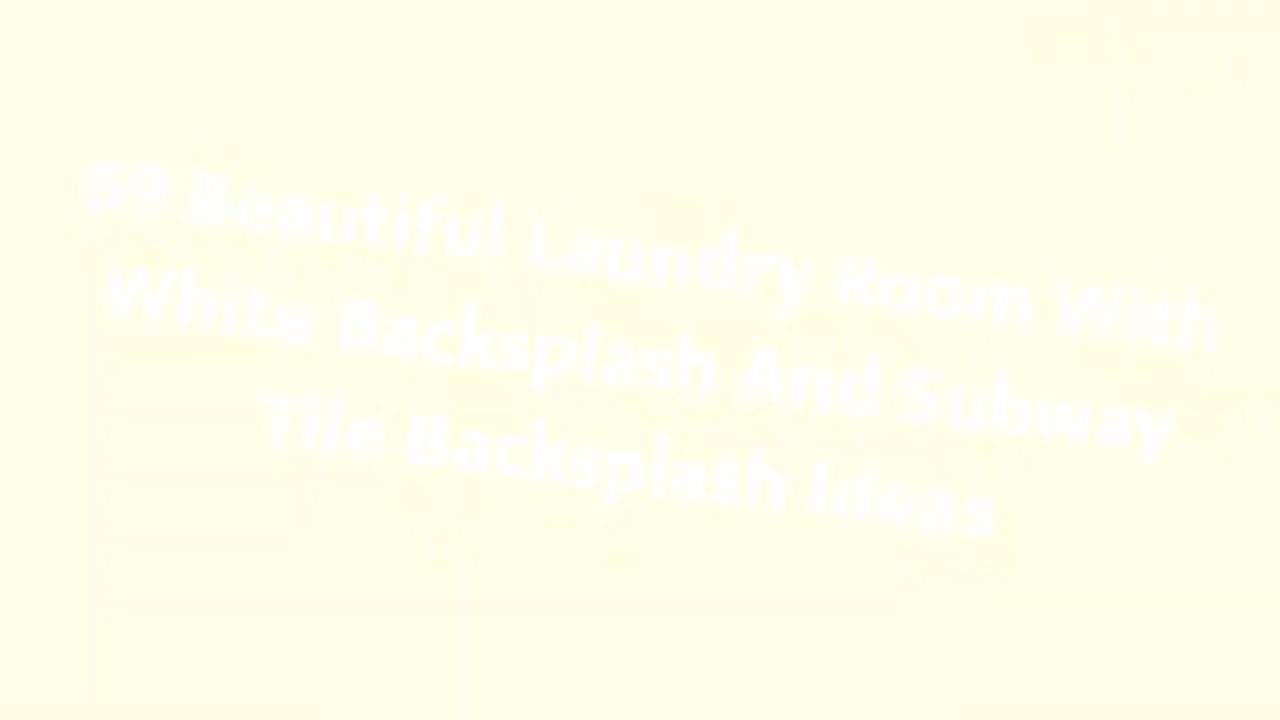 69 Beautiful Laundry Room With
White Backsplash And Subway
Tile Backsplash Ideas